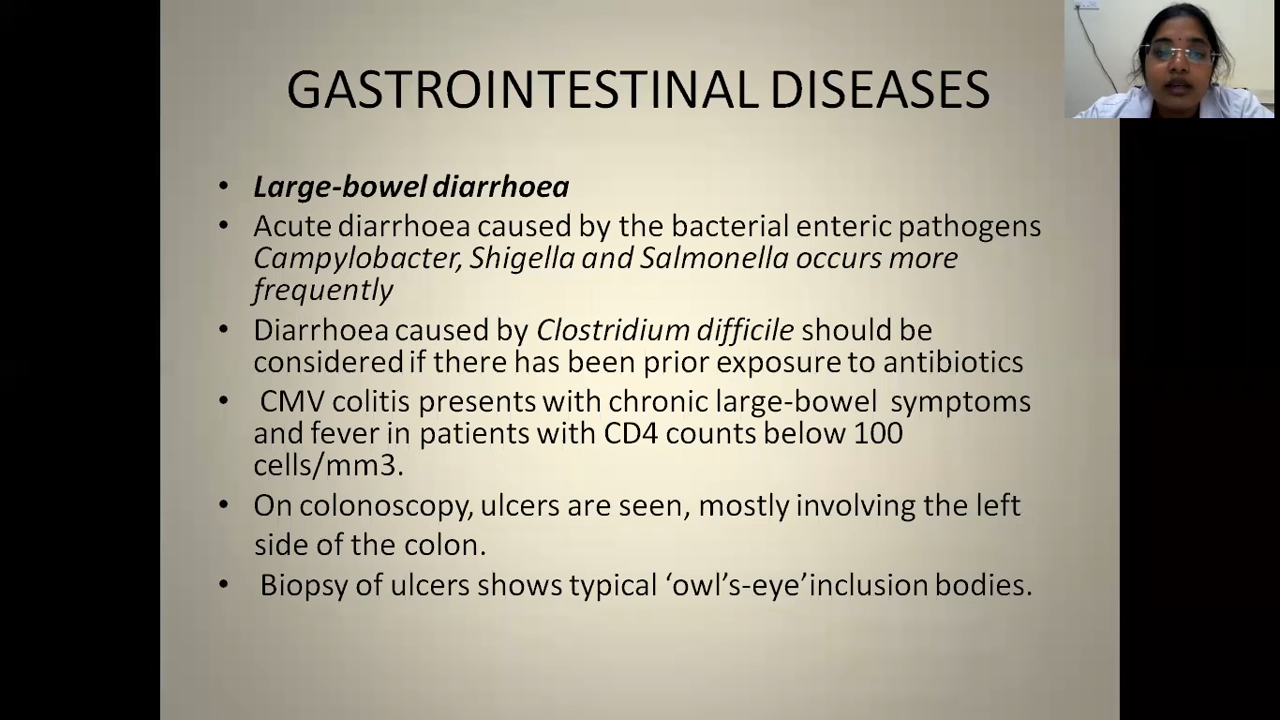 GASTROINTESTINAL DISEASES
• Large-bowel diarrhoea
• Acute diarrhoea caused by the bacterial enteric pathogens
Campylobacter, Shigella and Salmonella occurs more
frequently
• Diarrhoea caused by Clostridium difficile should be
considered if there has been prior exposure to antibiotics
• CMV colitis presents with chronic large-bowel symptoms
and fever in patients with CD4 counts below 100
cells/mm3.
• On colonoscopy, ulcers are seen, mostly involving the left
side of the colon.
• Biopsy of ulcers shows typical ‘owl’s-eye’inclusion bodies.